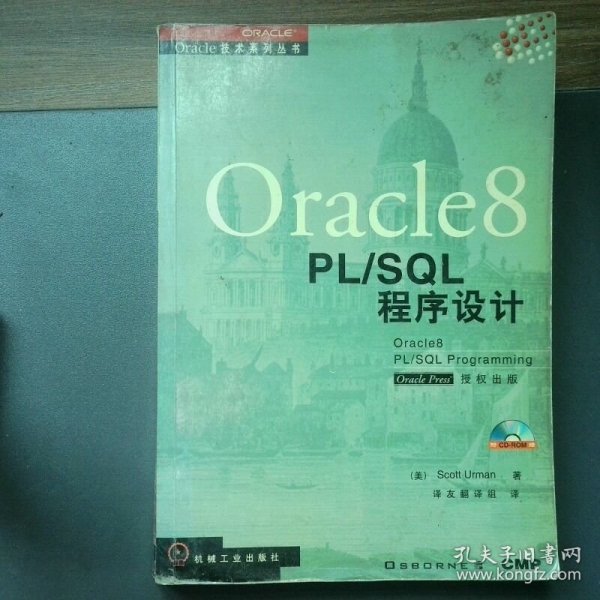 ORACLE
Oracle技术系列丛书
Oracle8
PL/SQL
程序设计
Oracle8
PL/SQL Programming
Oracle Press 授权出版
CD-ROM
(美) Scott Urman 著
译友翻译组 译
机械工业出版社
OSBORNE CMP
孔夫子旧书网
www.kongfz.com